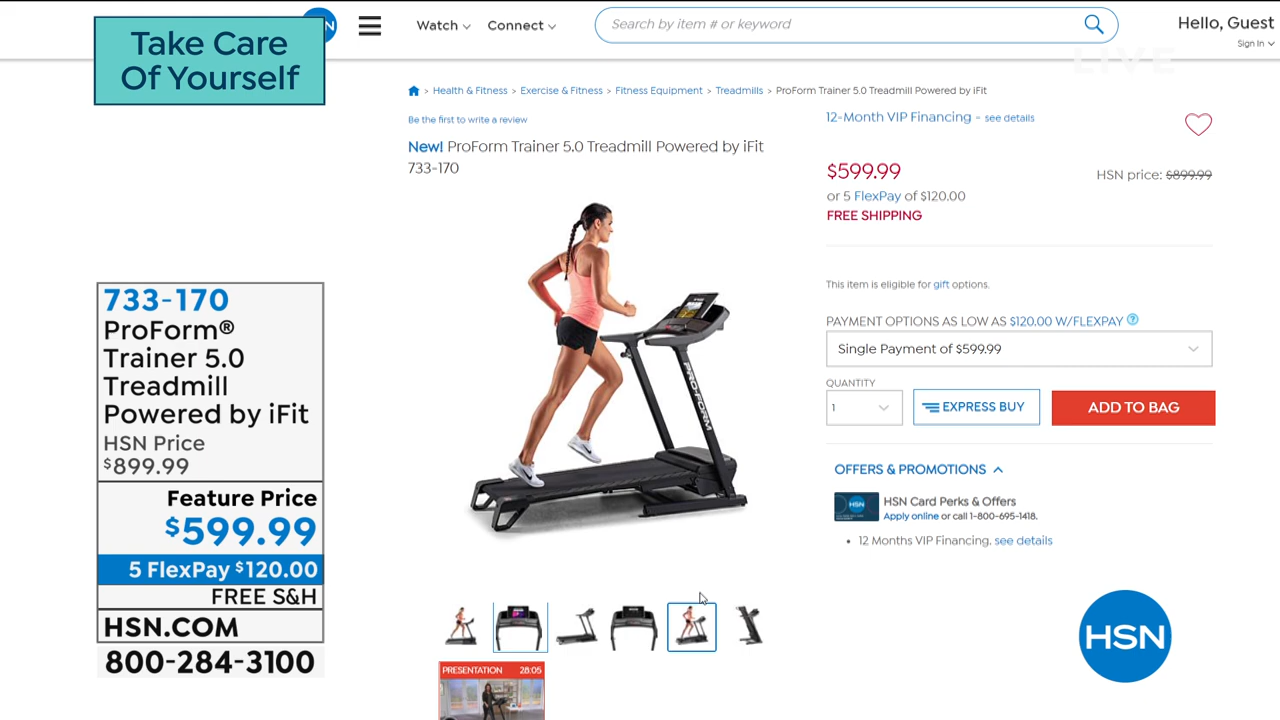 Take Care
Of Yourself
N
Watch
Connect
Search by item # or keyword
Hello, Guest
Sign In
LIVE
> Health & Fitness > Exercise & Fitness > Fitness Equipment > Treadmills > ProForm Trainer 5.0 Treadmill Powered by iFit
Be the first to write a review
New! ProForm Trainer 5.0 Treadmill Powered by iFit
733-170
12-Month VIP Financing - see details
$599.99
HSN price: $899.99
or 5 FlexPay of $120.00
FREE SHIPPING
This item is eligible for gift options.
PAYMENT OPTIONS AS LOW AS $120.00 W/FLEXPAY ?
Single Payment of $599.99
QUANTITY
1
EXPRESS BUY
ADD TO BAG
OFFERS & PROMOTIONS
HSN
HSN Card Perks & Offers
Apply online or call 1-800-695-1418.
• 12 Months VIP Financing. see details
PRO-FORM
733-170
ProForm®
Trainer 5.0
Treadmill
Powered by iFit
HSN Price
$899.99
Feature Price
$599.99
5 FlexPay $120.00
FREE S&H
HSN.COM
800-284-3100
PRESENTATION 28:05
HSN